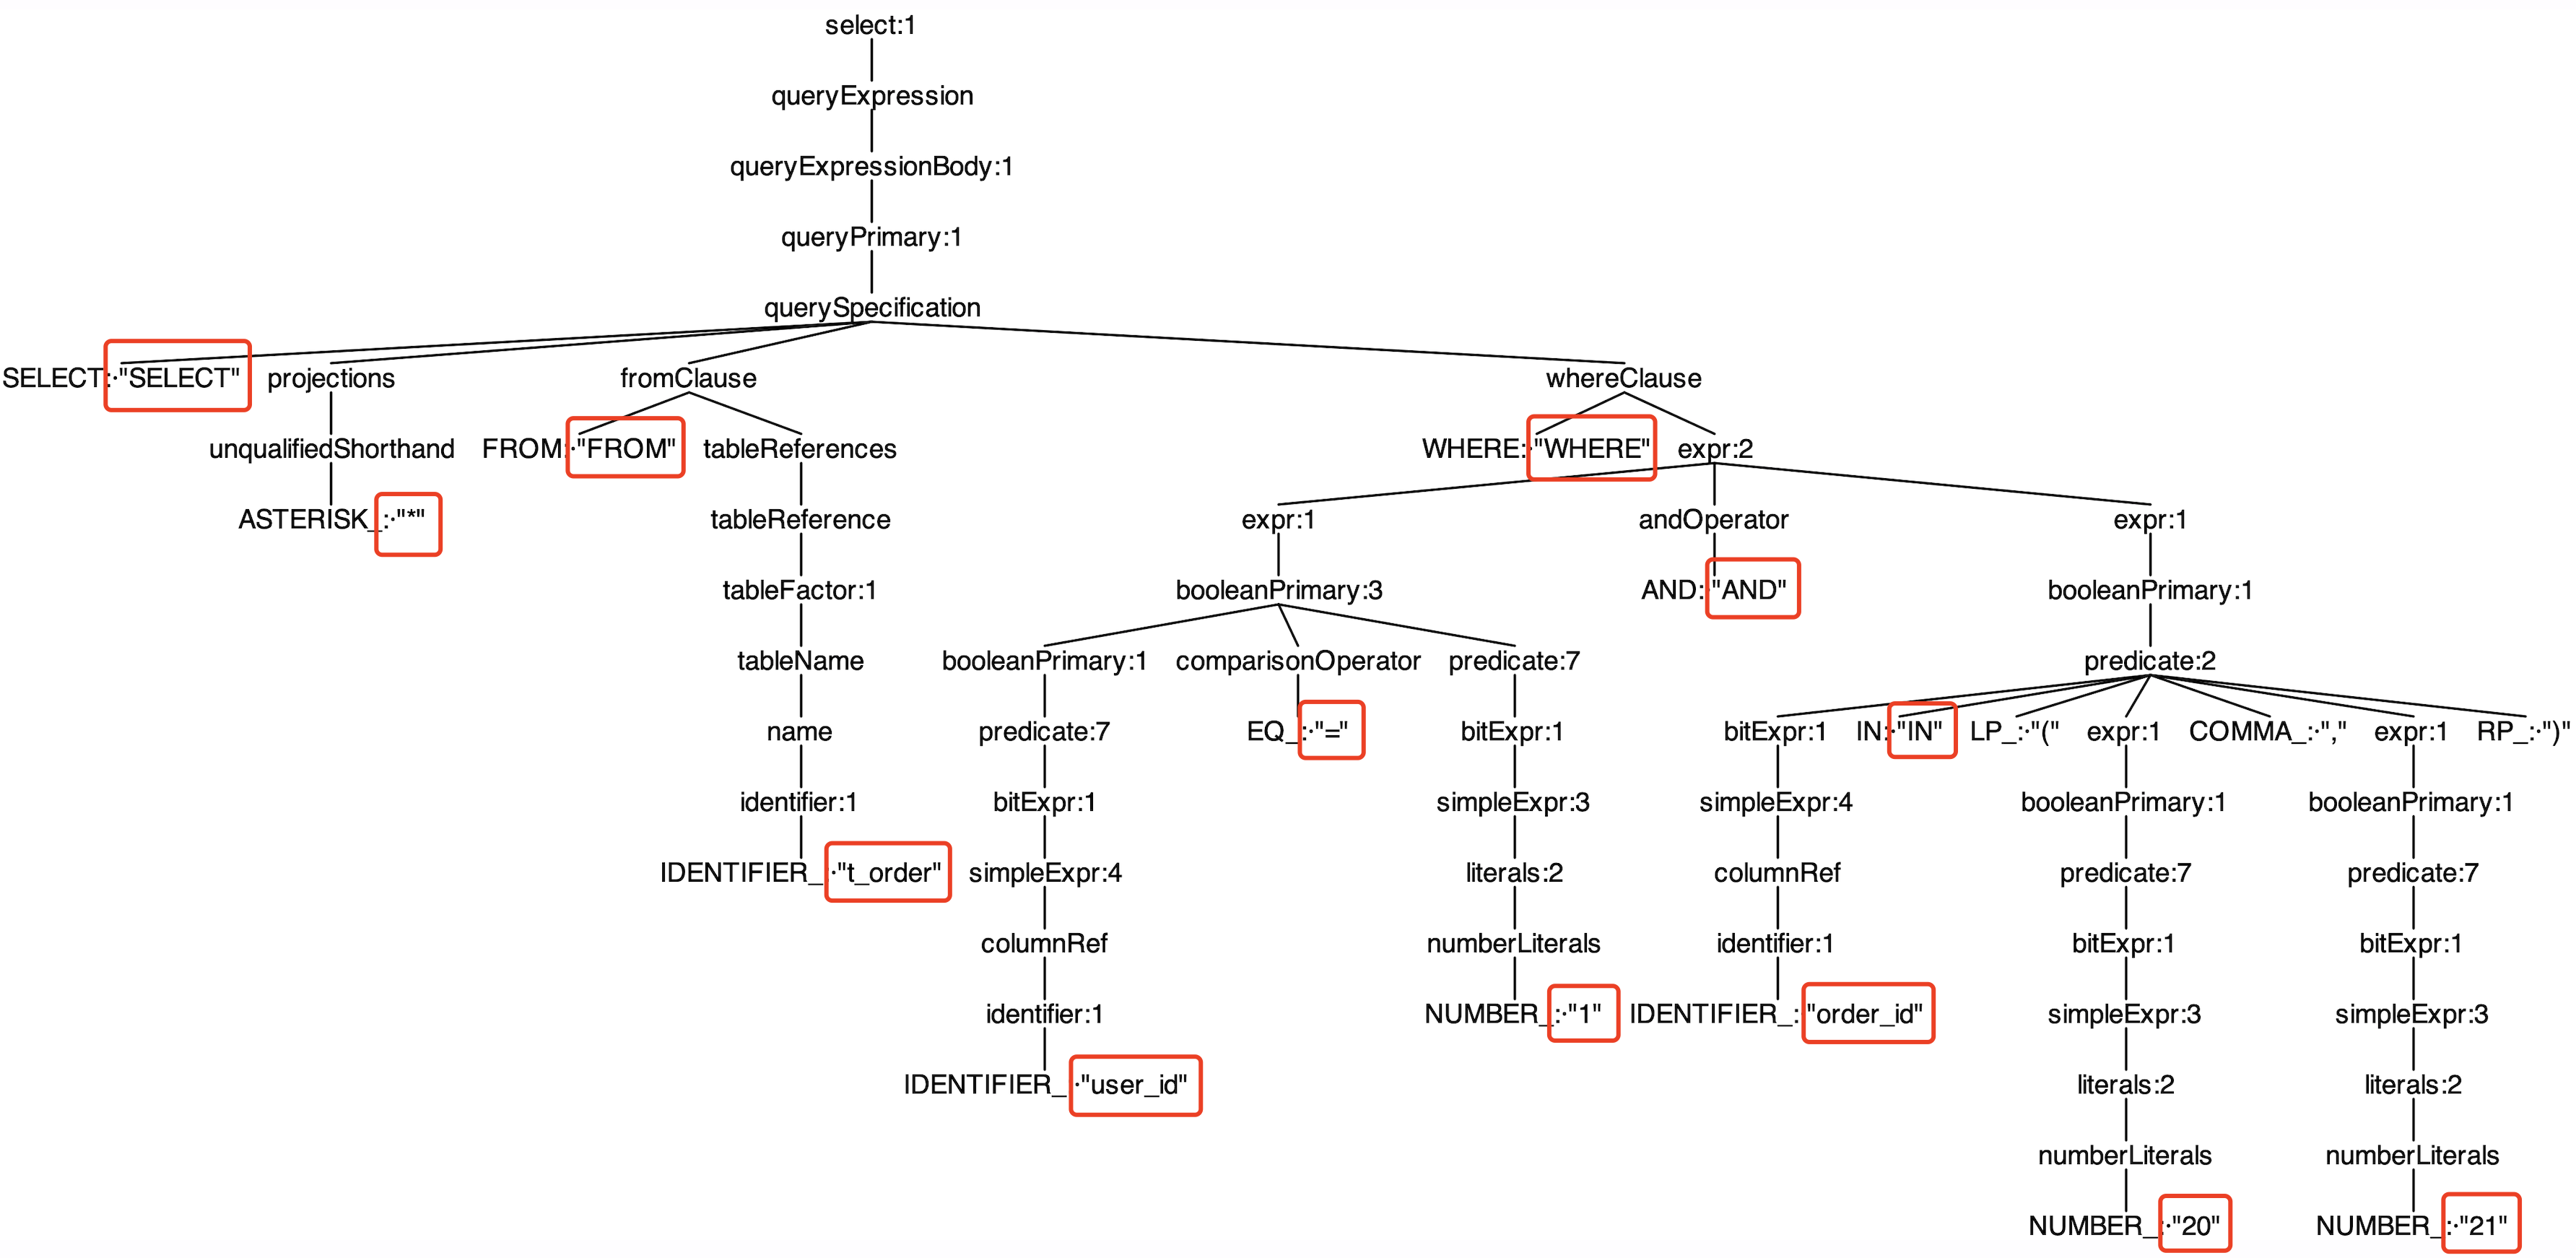 select:1
queryExpression
queryExpressionBody:1
queryPrimary:1
querySpecification
SELECT:·"SELECT" projections fromClause whereClause
unqualifiedShorthand FROM:·"FROM" tableReferences WHERE:·"WHERE" expr:2
ASTERISK_:·"*" tableReference expr:1 andOperator expr:1
tableFactor:1 booleanPrimary:3 AND:"AND" booleanPrimary:1
tableName booleanPrimary:1 comparisonOperator predicate:7 predicate:2
name predicate:7 EQ_:·"=" bitExpr:1 bitExpr:1 IN:·"IN" LP_:·"(" expr:1 COMMA_:·"," expr:1 RP_:·")"
identifier:1 bitExpr:1 simpleExpr:3 simpleExpr:4 booleanPrimary:1 booleanPrimary:1
IDENTIFIER_:·"t_order" simpleExpr:4 literals:2 columnRef predicate:7 predicate:7
columnRef numberLiterals identifier:1 bitExpr:1 bitExpr:1
identifier:1 NUMBER_:·"1" IDENTIFIER_:"order_id" simpleExpr:3 simpleExpr:3
IDENTIFIER_:·"user_id" literals:2 literals:2
numberLiterals numberLiterals
NUMBER_:·"20" NUMBER_:·"21"